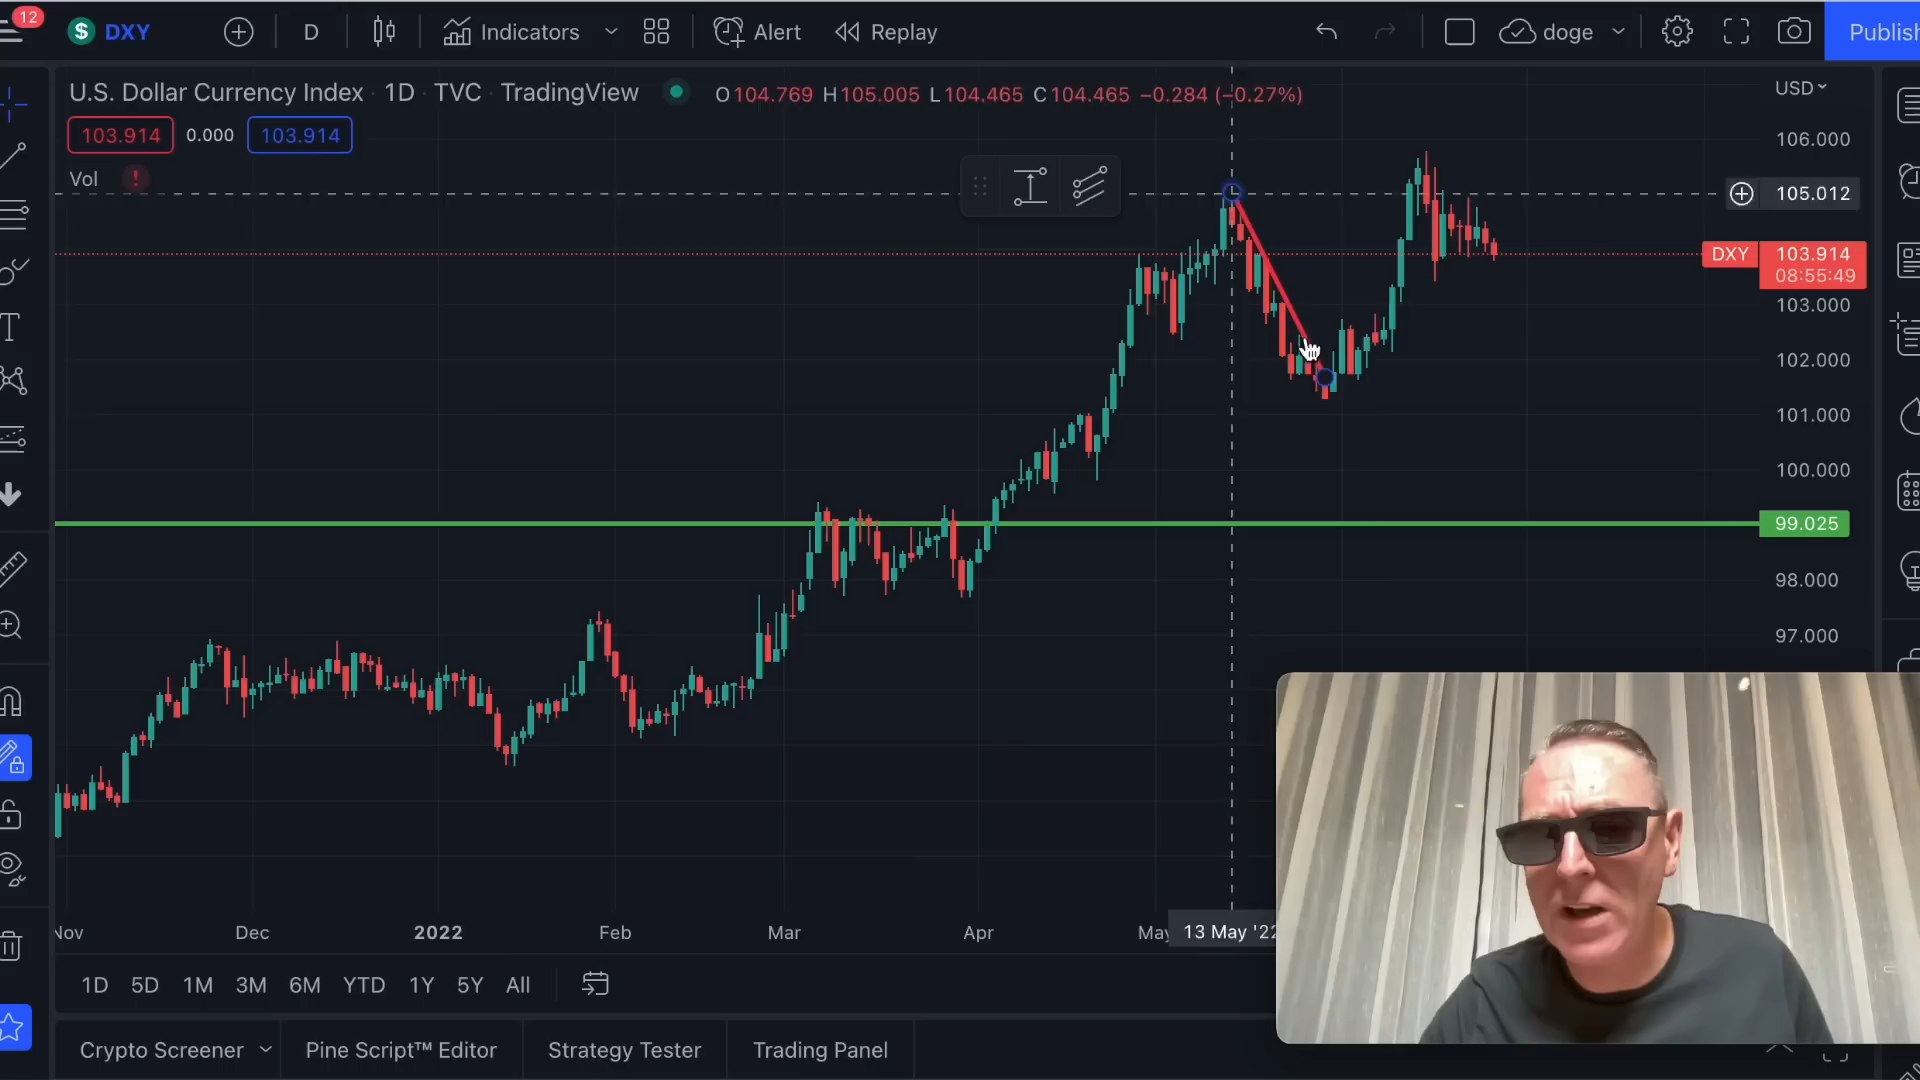 12
$ DXY
D
Indicators
Alert
Replay
doge
Publish
U.S. Dollar Currency Index · 1D · TVC · TradingView
O104.769 H105.005 L104.465 C104.465 −0.284 (−0.27%)
USD
103.914
0.000
103.914
Vol
!
106.000
105.012
DXY
103.914
08:55:49
103.000
102.000
101.000
100.000
99.025
98.000
97.000
Nov
Dec
2022
Feb
Mar
Apr
May
13 May '22
1D
5D
1M
3M
6M
YTD
1Y
5Y
All
Crypto Screener
Pine Script™ Editor
Strategy Tester
Trading Panel